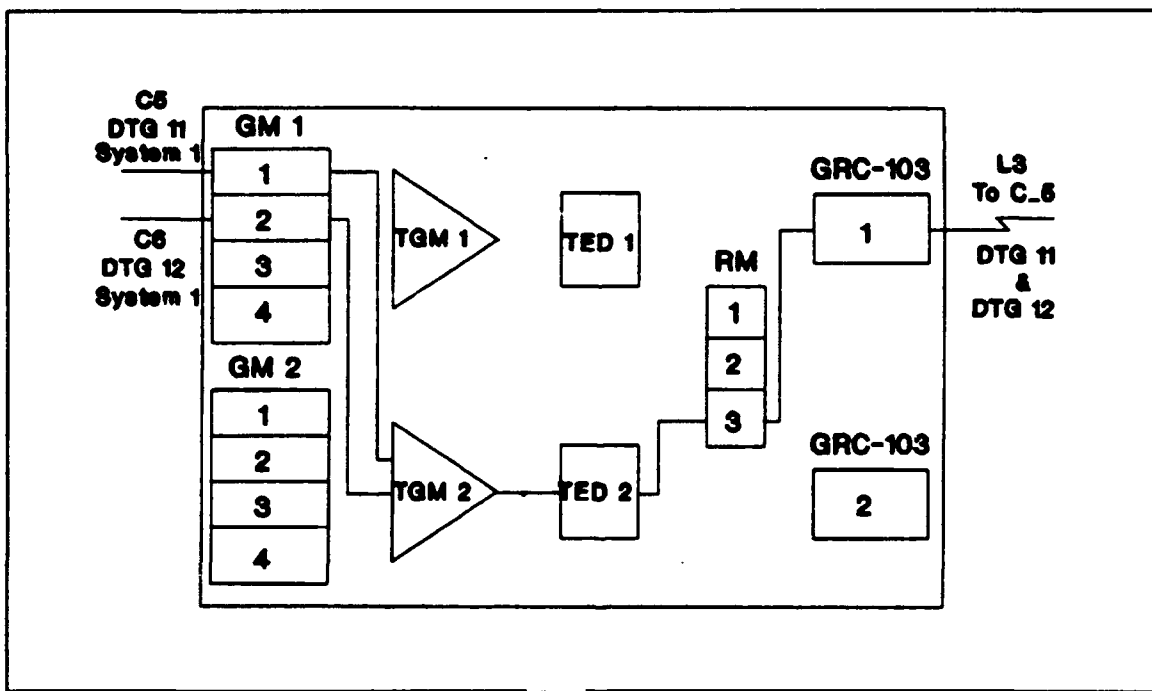 C5
DTG 11
System 1
GM 1
1
2
3
4
C6
DTG 12
System 1
GM 2
1
2
3
4
TGM 1
TGM 2
TED 1
TED 2
RM
1
2
3
GRC-103
1
GRC-103
2
L3
To C_5
DTG 11
&
DTG 12